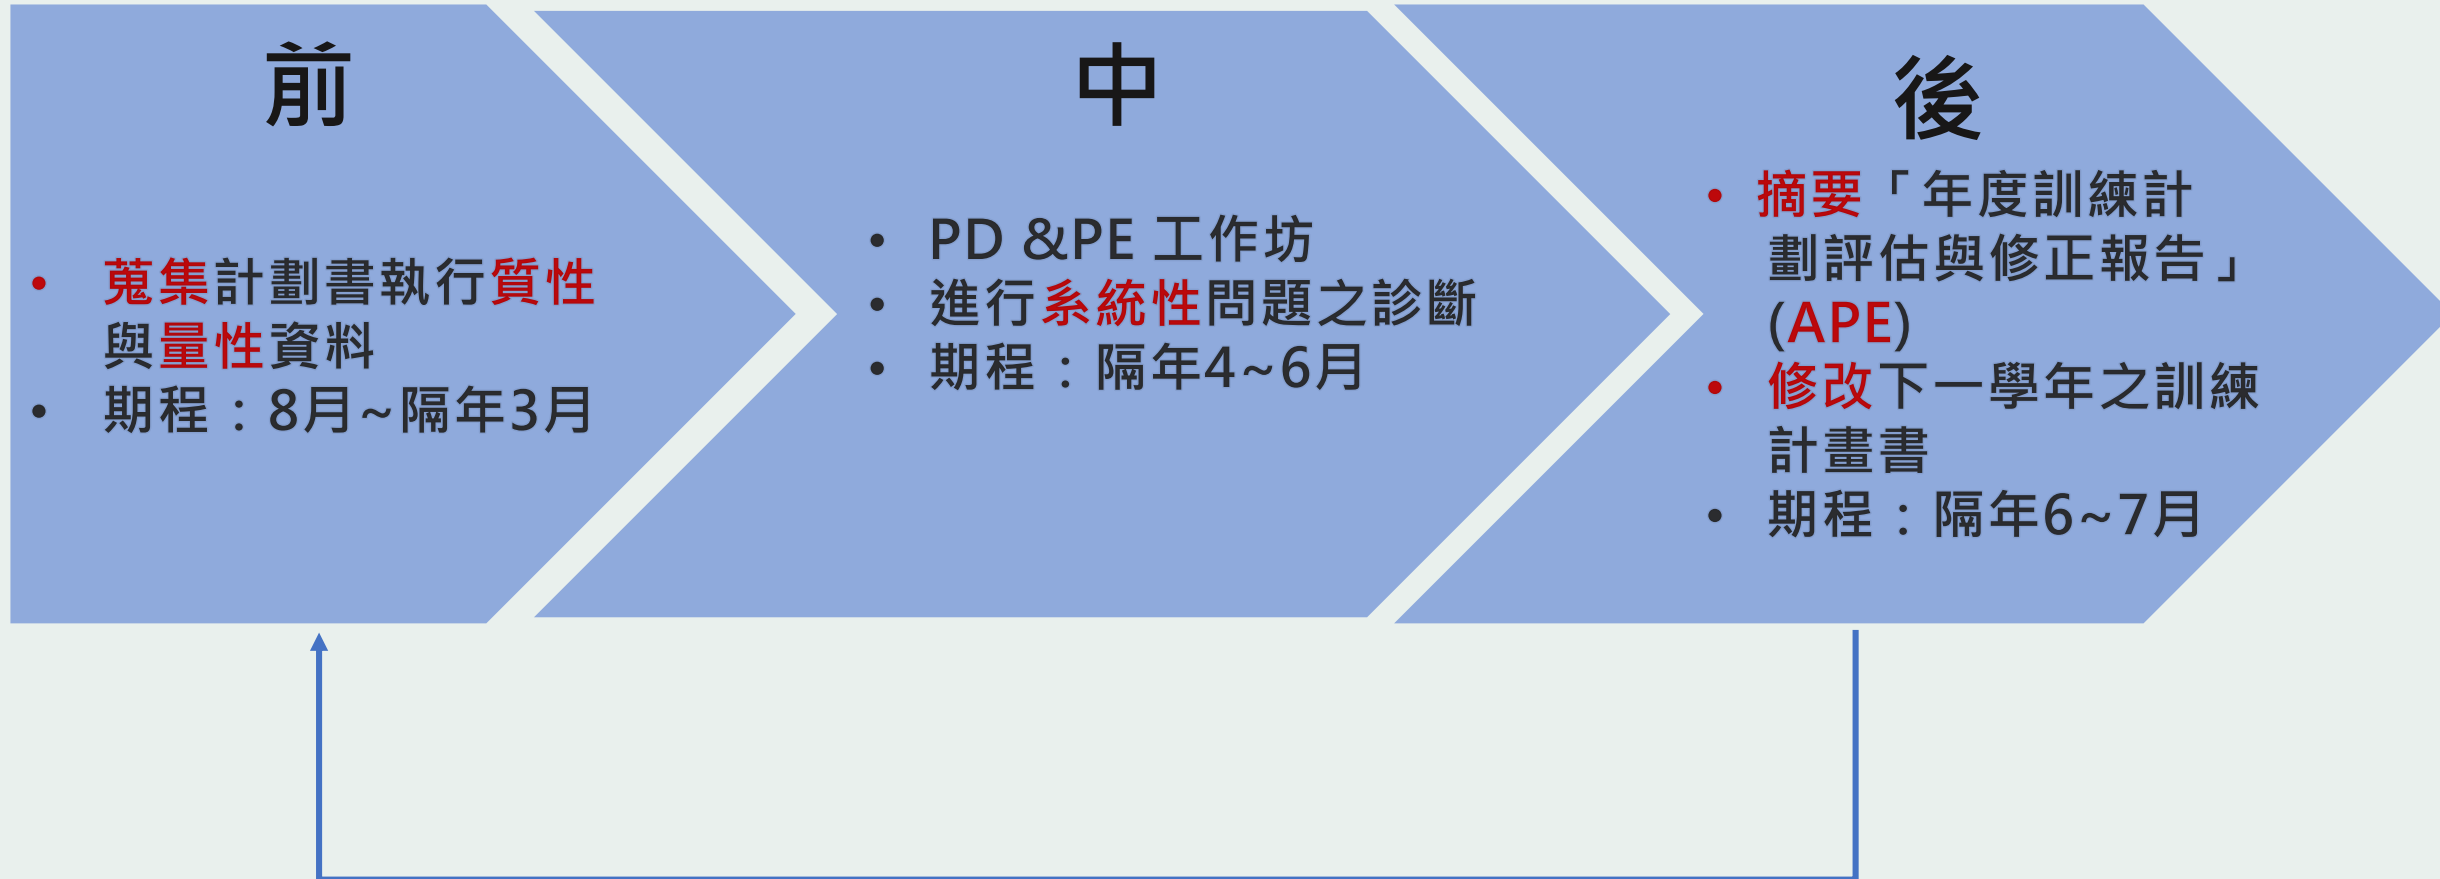 前
• 蒐集計劃書執行質性
與量性資料
• 期程：8月~隔年3月
中
• PD &PE 工作坊
• 進行系統性問題之診斷
• 期程：隔年4~6月
後
• 摘要「年度訓練計
劃評估與修正報告」
(APE)
• 修改下一學年之訓練
計畫書
• 期程：隔年6~7月